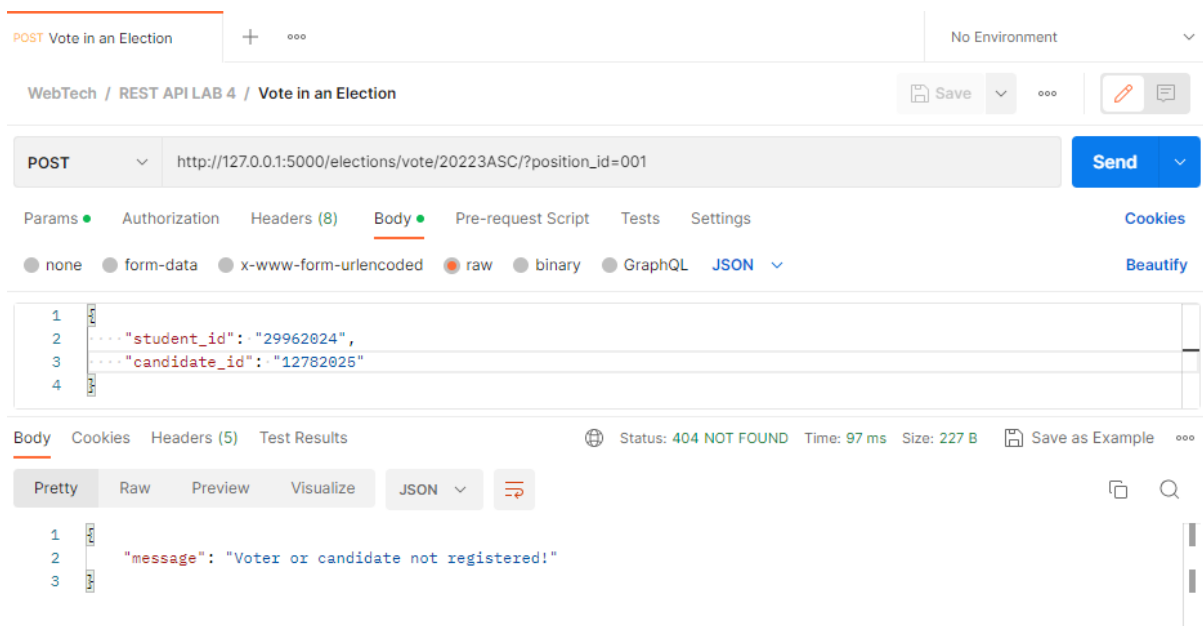 POST Vote in an Election + ooo No Environment
WebTech / REST API LAB 4 / Vote in an Election Save ooo
POST http://127.0.0.1:5000/elections/vote/20223ASC/?position_id=001 Send
Params Authorization Headers (8) Body Pre-request Script Tests Settings Cookies
none form-data x-www-form-urlencoded raw binary GraphQL JSON Beautify
1 {
2 "student_id": "29962024",
3 "candidate_id": "12782025"
4 }
Body Cookies Headers (5) Test Results Status: 404 NOT FOUND Time: 97 ms Size: 227 B Save as Example ooo
Pretty Raw Preview Visualize JSON
1 {
2 "message": "Voter or candidate not registered!"
3 }